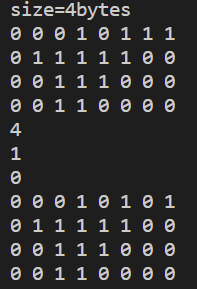 size=4bytes
0 0 0 1 0 1 1 1
0 1 1 1 1 1 0 0
0 0 1 1 1 0 0 0
0 0 1 1 0 0 0 0
4
1
0
0 0 0 1 0 1 0 1
0 1 1 1 1 1 0 0
0 0 1 1 1 0 0 0
0 0 1 1 0 0 0 0